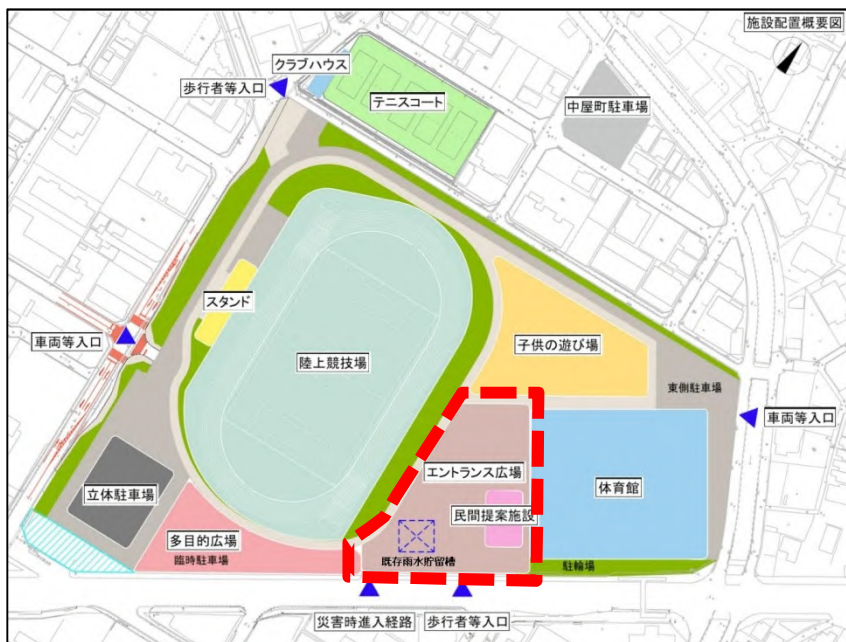 施設配置概要図
クラブハウス
歩行者等入口
テニスコート
中屋町駐車場
スタンド
車両等入口
陸上競技場
子供の遊び場
東側駐車場
車両等入口
エントランス広場
体育館
立体駐車場
民間提案施設
多目的広場
臨時駐車場
既存雨水貯留槽
駐輪場
災害時進入経路
歩行者等入口